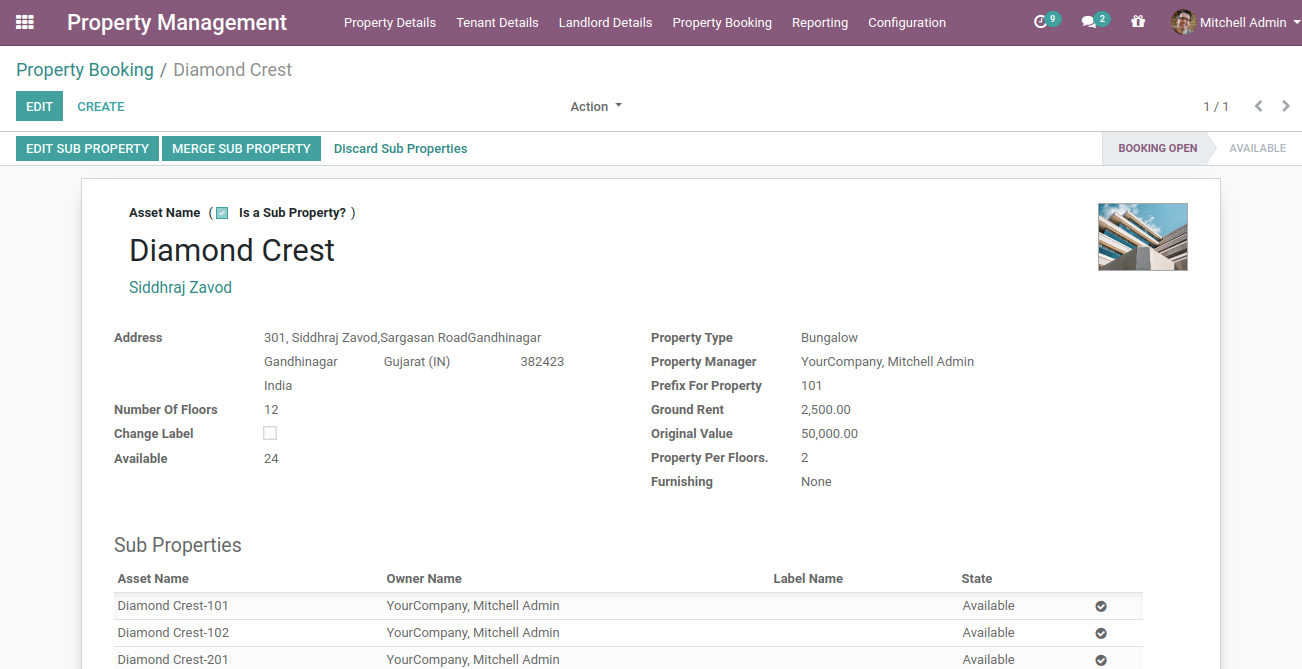 Property Management Property Details Tenant Details Landlord Details Property Booking Reporting Configuration 9 2 Mitchell Admin
Property Booking / Diamond Crest
EDIT CREATE Action 1 / 1
EDIT SUB PROPERTY MERGE SUB PROPERTY Discard Sub Properties BOOKING OPEN AVAILABLE
Asset Name ( Is a Sub Property? )
Diamond Crest
Siddhraj Zavod
Address 301, Siddhraj Zavod,Sargasan RoadGandhinagar Property Type Bungalow
Gandhinagar Gujarat (IN) 382423 Property Manager YourCompany, Mitchell Admin
India Prefix For Property 101
Number Of Floors 12 Ground Rent 2,500.00
Change Label Original Value 50,000.00
Available 24 Property Per Floors. 2
Furnishing None
Sub Properties
Asset Name Owner Name Label Name State
Diamond Crest-101 YourCompany, Mitchell Admin Available
Diamond Crest-102 YourCompany, Mitchell Admin Available
Diamond Crest-201 YourCompany, Mitchell Admin Available